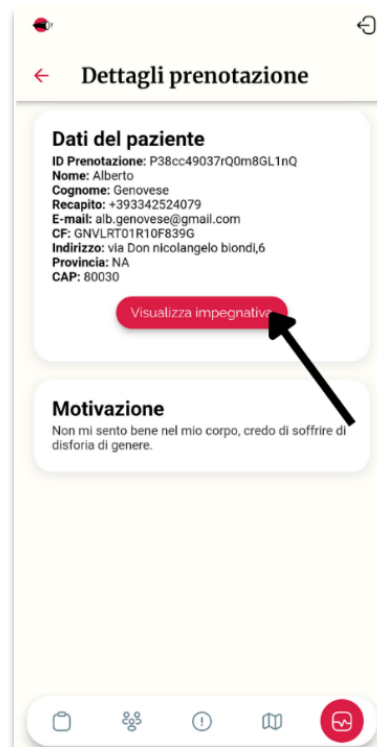 Dettagli prenotazione
Dati del paziente
ID Prenotazione: P38cc49037rQ0m8GL1nQ
Nome: Alberto
Cognome: Genovese
Recapito: +393342524079
E-mail: alb.genovese@gmail.com
CF: GNVLRT01R10F839G
Indirizzo: via Don nicolangelo biondi,6
Provincia: NA
CAP: 80030
Visualizza impegnativa
Motivazione
Non mi sento bene nel mio corpo, credo di soffrire di
disforia di genere.